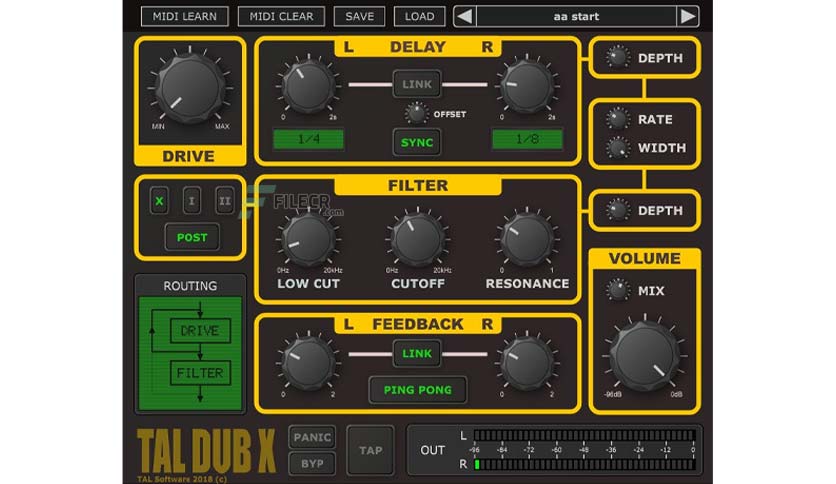 MIDI LEARN MIDI CLEAR SAVE LOAD aa start
L DELAY R
DEPTH
LINK
RATE
OFFSET
0 2s 0 2s
MIN MAX
1/4 SYNC 1/8
WIDTH
DRIVE
FILTER
X I II
FILECR
.com
DEPTH
POST
VOLUME
0Hz 20kHz 0Hz 20kHz 0 1
LOW CUT CUTOFF RESONANCE
ROUTING
MIX
L FEEDBACK R
DRIVE
LINK
FILTER
PING PONG
0 2 0 2
-96dB 0dB
TAL DUB X
PANIC
BYP
TAP
OUT
L
-96 -84 -72 -60 -48 -36 -24 -12 0
R
TAL Software 2018 (c)